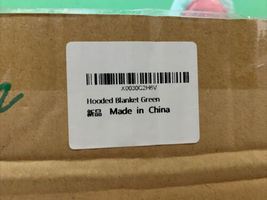 X0030G2H6V
Hooded Blanket Green
新品 Made in China